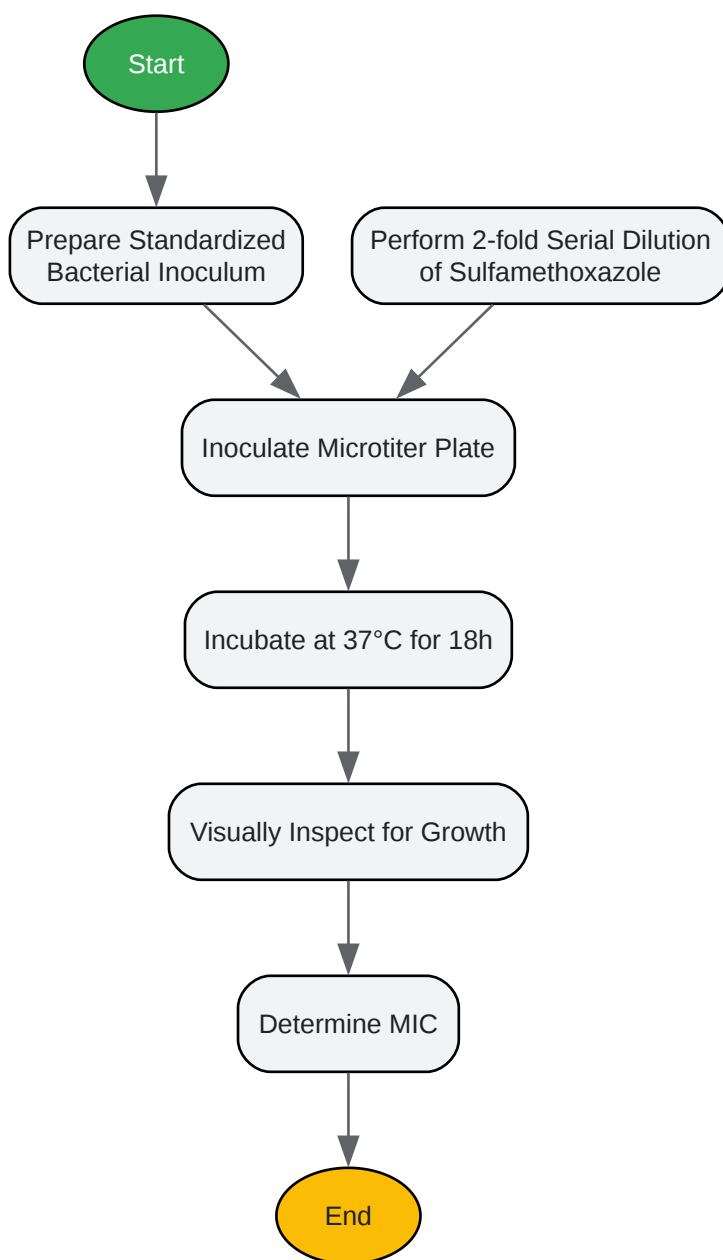 Start
Prepare Standardized
Bacterial Inoculum
Perform 2-fold Serial Dilution
of Sulfamethoxazole
Inoculate Microtiter Plate
Incubate at 37°C for 18h
Visually Inspect for Growth
Determine MIC
End